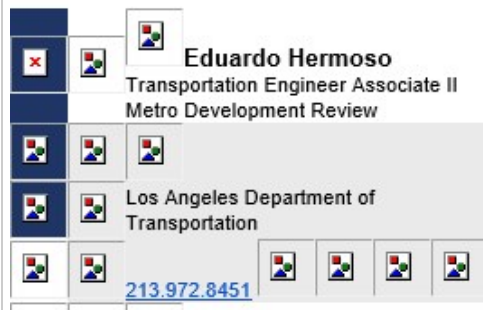 Eduardo Hermoso
Transportation Engineer Associate II
Metro Development Review
Los Angeles Department of
Transportation
213.972.8451